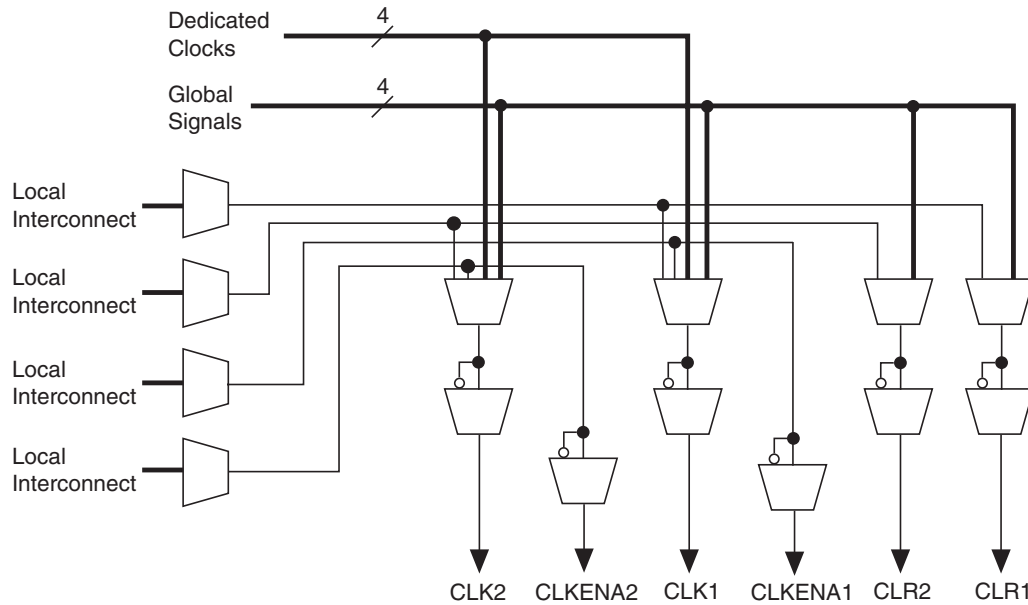 Dedicated
Clocks
4
Global
Signals
4
Local
Interconnect
Local
Interconnect
Local
Interconnect
Local
Interconnect
CLK2
CLKENA2
CLK1
CLKENA1
CLR2
CLR1